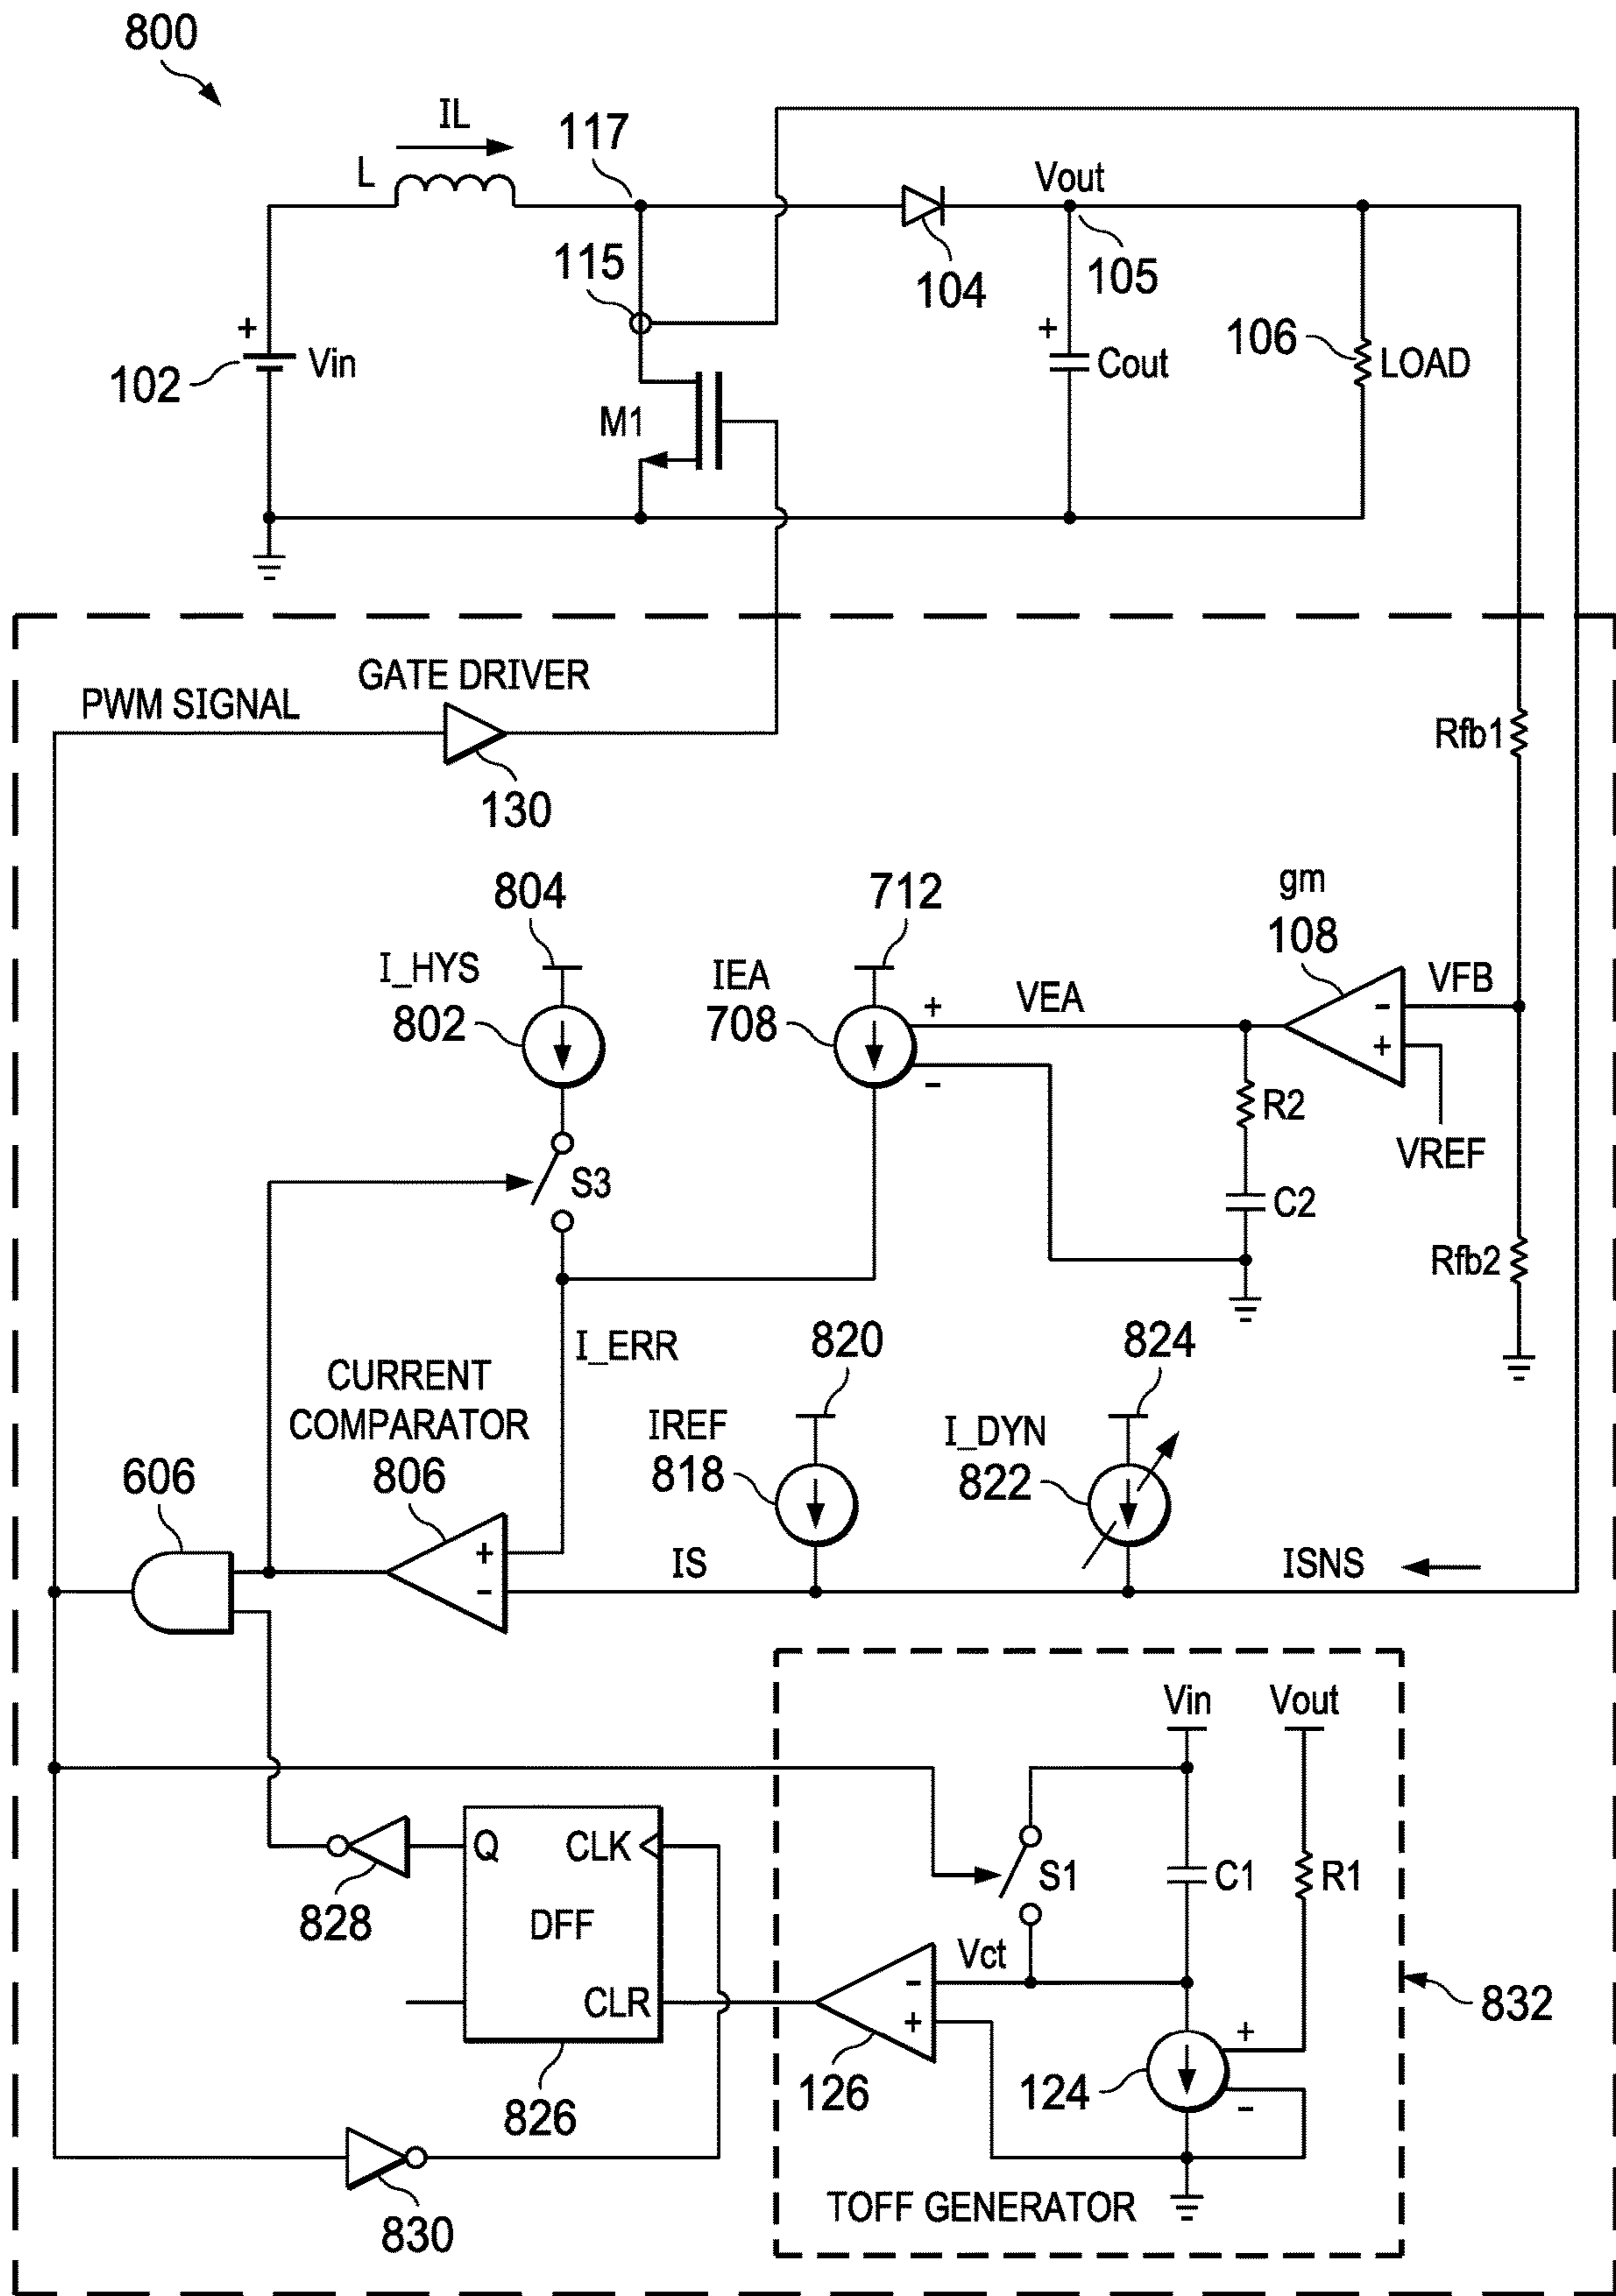 800
IL
L
117
Vout
115
104
105
+
102
Vin
+
Cout
106
LOAD
M1
GATE DRIVER
PWM SIGNAL
130
Rfb1
804
712
gm
108
I_HYS
802
IEA
708
+
VEA
-
VFB
-
+
R2
VREF
S3
C2
Rfb2
I_ERR
820
824
CURRENT
COMPARATOR
806
IREF
818
I_DYN
822
606
+
-
IS
ISNS
Vin
Vout
Q
CLK
S1
C1
R1
828
DFF
Vct
CLR
-
+
832
826
126
124
+
-
830
TOFF GENERATOR